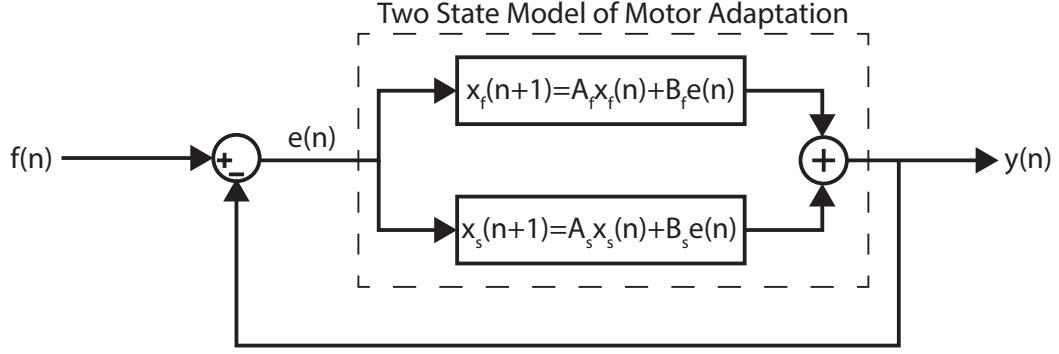 Two State Model of Motor Adaptation
x_f(n+1)=A_fx_f(n)+B_fe(n)
f(n)
+
−
e(n)
+
y(n)
x_s(n+1)=A_sx_s(n)+B_se(n)